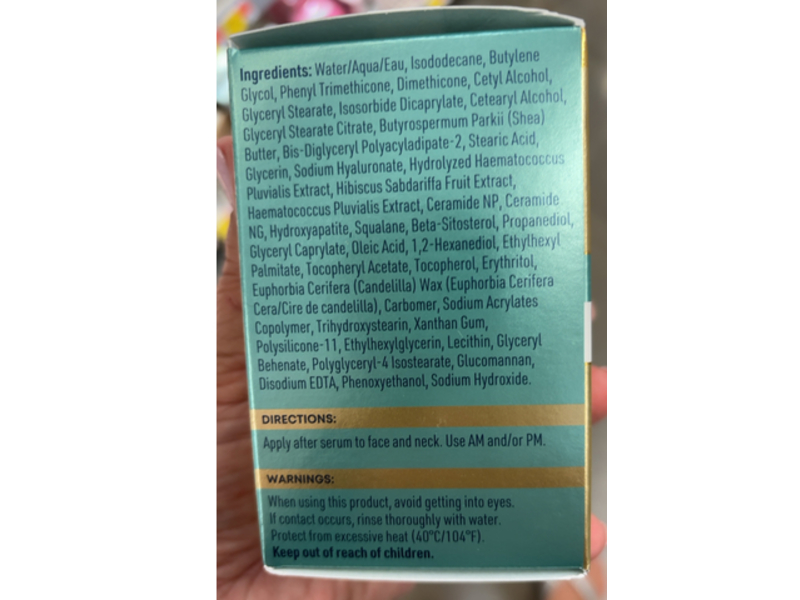 Ingredients: Water/Aqua/Eau, Isododecane, Butylene
Glycol, Phenyl Trimethicone, Dimethicone, Cetyl Alcohol,
Glyceryl Stearate, Isosorbide Dicaprylate, Cetearyl Alcohol,
Glyceryl Stearate Citrate, Butyrospermum Parkii (Shea)
Butter, Bis-Diglyceryl Polyacyladipate-2, Stearic Acid,
Glycerin, Sodium Hyaluronate, Hydrolyzed Haematococcus
Pluvialis Extract, Hibiscus Sabdariffa Fruit Extract,
Haematococcus Pluvialis Extract, Ceramide NP, Ceramide
NG, Hydroxyapatite, Squalane, Beta-Sitosterol, Propanediol,
Glyceryl Caprylate, Oleic Acid, 1,2-Hexanediol, Ethylhexyl
Palmitate, Tocopheryl Acetate, Tocopherol, Erythritol,
Euphorbia Cerifera (Candelilla) Wax (Euphorbia Cerifera
Cera/Cire de candelilla), Carbomer, Sodium Acrylates
Copolymer, Trihydroxystearin, Xanthan Gum,
Polysilicone-11, Ethylhexylglycerin, Lecithin, Glyceryl
Behenate, Polyglyceryl-4 Isostearate, Glucomannan,
Disodium EDTA, Phenoxyethanol, Sodium Hydroxide.
DIRECTIONS:
Apply after serum to face and neck. Use AM and/or PM.
WARNINGS:
When using this product, avoid getting into eyes.
If contact occurs, rinse thoroughly with water.
Protect from excessive heat (40°C/104°F).
Keep out of reach of children.